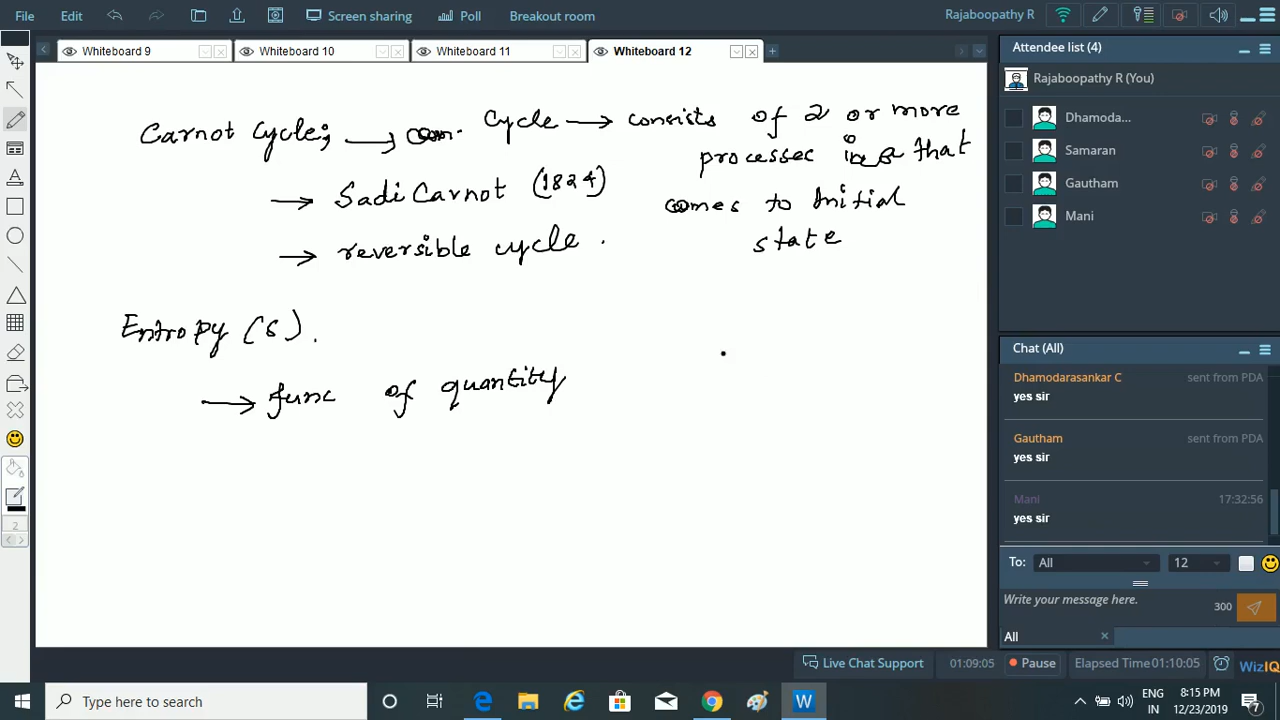 File Edit Screen sharing Poll Breakout room Rajaboopathy R
Whiteboard 9 Whiteboard 10 Whiteboard 11 Whiteboard 12
Attendee list (4)
Rajaboopathy R (You)
Dhamoda...
Samaran
Gautham
Mani
Carnot cycle; → Cycle → consists of 2 or more
processes that
→ Sadi Carnot (1824)
comes to Initial
state
→ reversible cycle.
Entropy (S).
→ func of quantity
Chat (All)
Dhamodarasankar C sent from PDA
yes sir
Gautham sent from PDA
yes sir
Mani 17:32:56
yes sir
To: All 12
Write your message here. 300
All
2
Live Chat Support 01:09:05 Pause Elapsed Time 01:10:05 WizIQ
Type here to search
W
ENG
IN
8:15 PM
12/23/2019